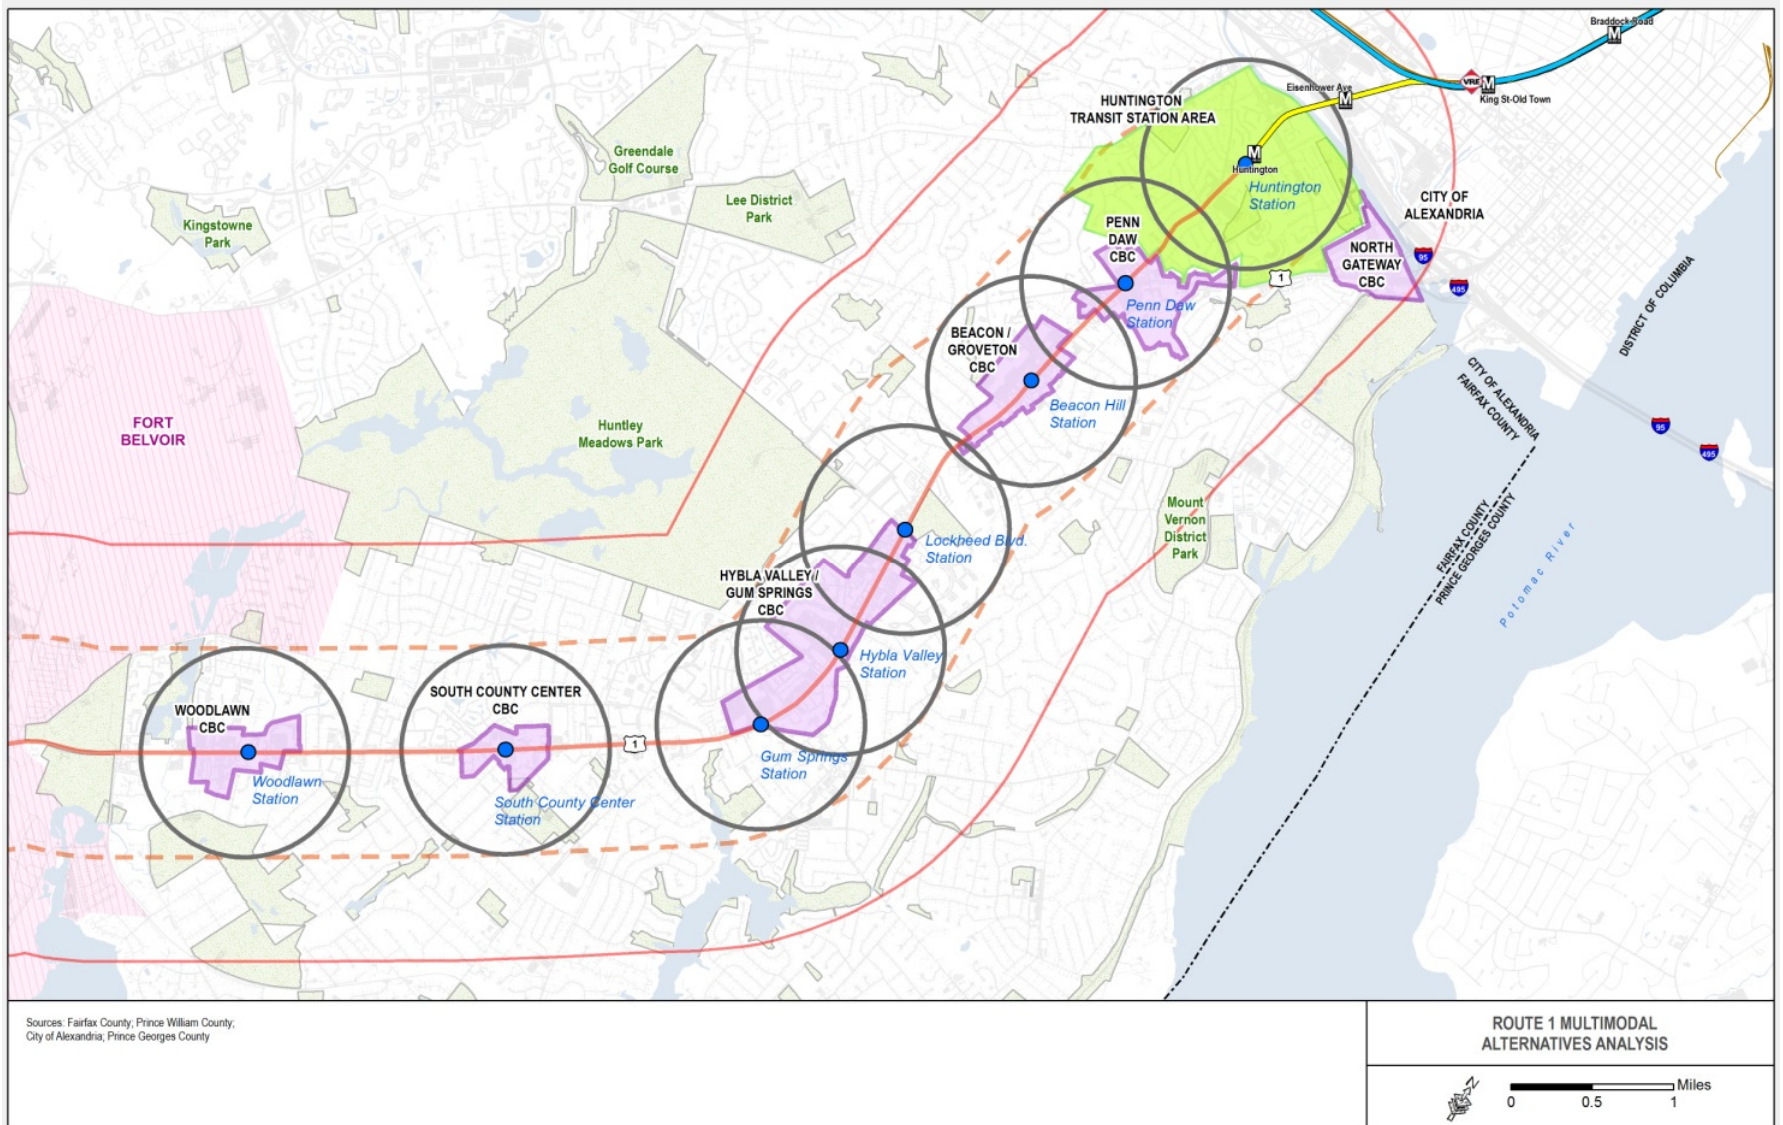 Braddock Road
M
VRE
M
King St-Old Town
Eisenhower Ave
M
HUNTINGTON
TRANSIT STATION AREA
M
Huntington
Huntington
Station
Greendale
Golf Course
Lee District
Park
Kingstowne
Park
CITY OF
ALEXANDRIA
PENN
DAW
CBC
NORTH
GATEWAY
CBC
95
495
1
Penn Daw
Station
DISTRICT OF COLUMBIA
BEACON /
GROVETON
CBC
Beacon Hill
Station
CITY OF ALEXANDRIA
FAIRFAX COUNTY
95
495
FORT
BELVOIR
Huntley
Meadows Park
Mount
Vernon
District
Park
FAIRFAX COUNTY
PRINCE GEORGES COUNTY
Potomac River
Lockheed Blvd.
Station
HYBLA VALLEY /
GUM SPRINGS
CBC
Hybla Valley
Station
Gum Springs
Station
SOUTH COUNTY CENTER
CBC
1
South County Center
Station
WOODLAWN
CBC
Woodlawn
Station
Sources: Fairfax County; Prince William County;
City of Alexandria; Prince Georges County
ROUTE 1 MULTIMODAL
ALTERNATIVES ANALYSIS
N
Miles
0 0.5 1